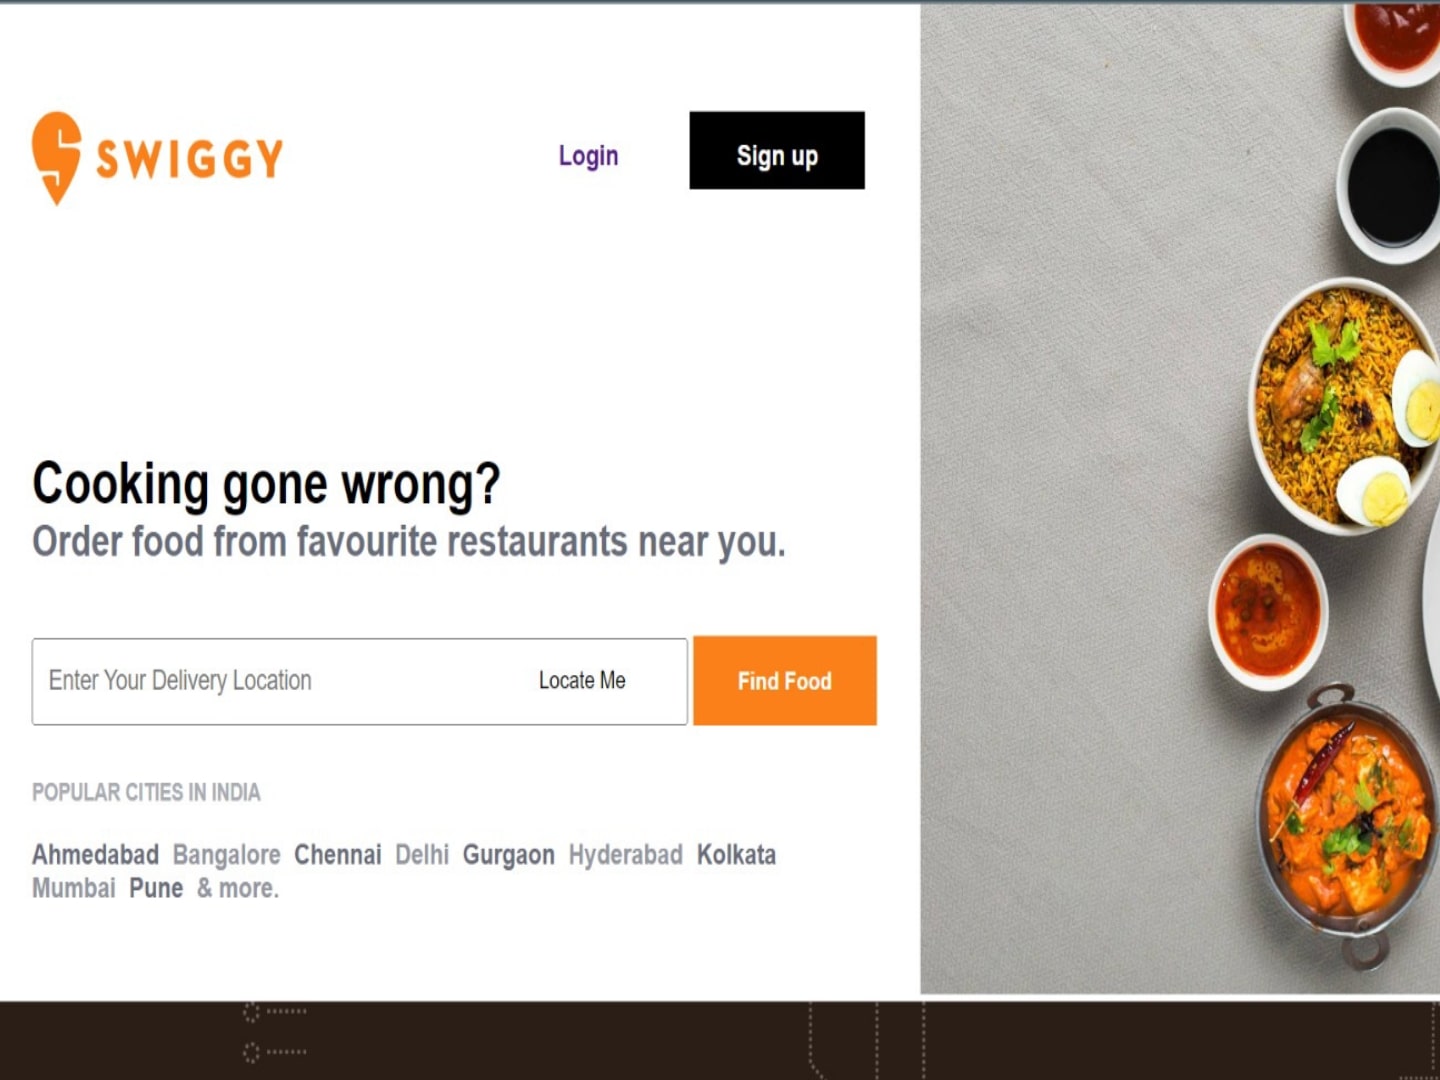 SWIGGY
Login
Sign up
Cooking gone wrong?
Order food from favourite restaurants near you.
Enter Your Delivery Location
Locate Me
Find Food
POPULAR CITIES IN INDIA
Ahmedabad Bangalore Chennai Delhi Gurgaon Hyderabad Kolkata
Mumbai Pune & more.